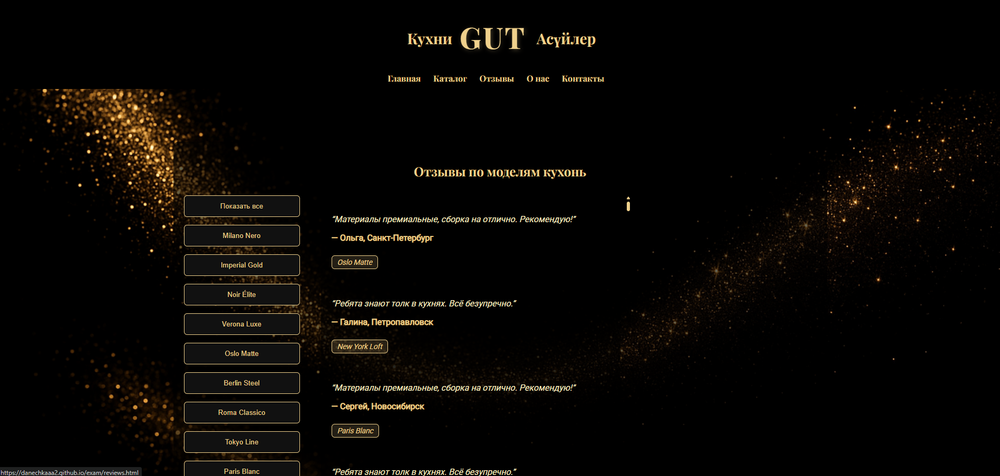 Кухни GUT Асүйлер
Главная Каталог Отзывы О нас Контакты
Отзывы по моделям кухонь
Показать все
Milano Nero
Imperial Gold
Noir Élite
Verona Luxe
Oslo Matte
Berlin Steel
Roma Classico
Tokyo Line
Paris Blanc
“Материалы премиальные, сборка на отлично. Рекомендую!”
— Ольга, Санкт-Петербург
Oslo Matte
“Ребята знают толк в кухнях. Всё безупречно.”
— Галина, Петропавловск
New York Loft
“Материалы премиальные, сборка на отлично. Рекомендую!”
— Сергей, Новосибирск
Paris Blanc
“Ребята знают толк в кухнях. Всё безупречно.”
https://danechkaaa2.github.io/exam/reviews.html